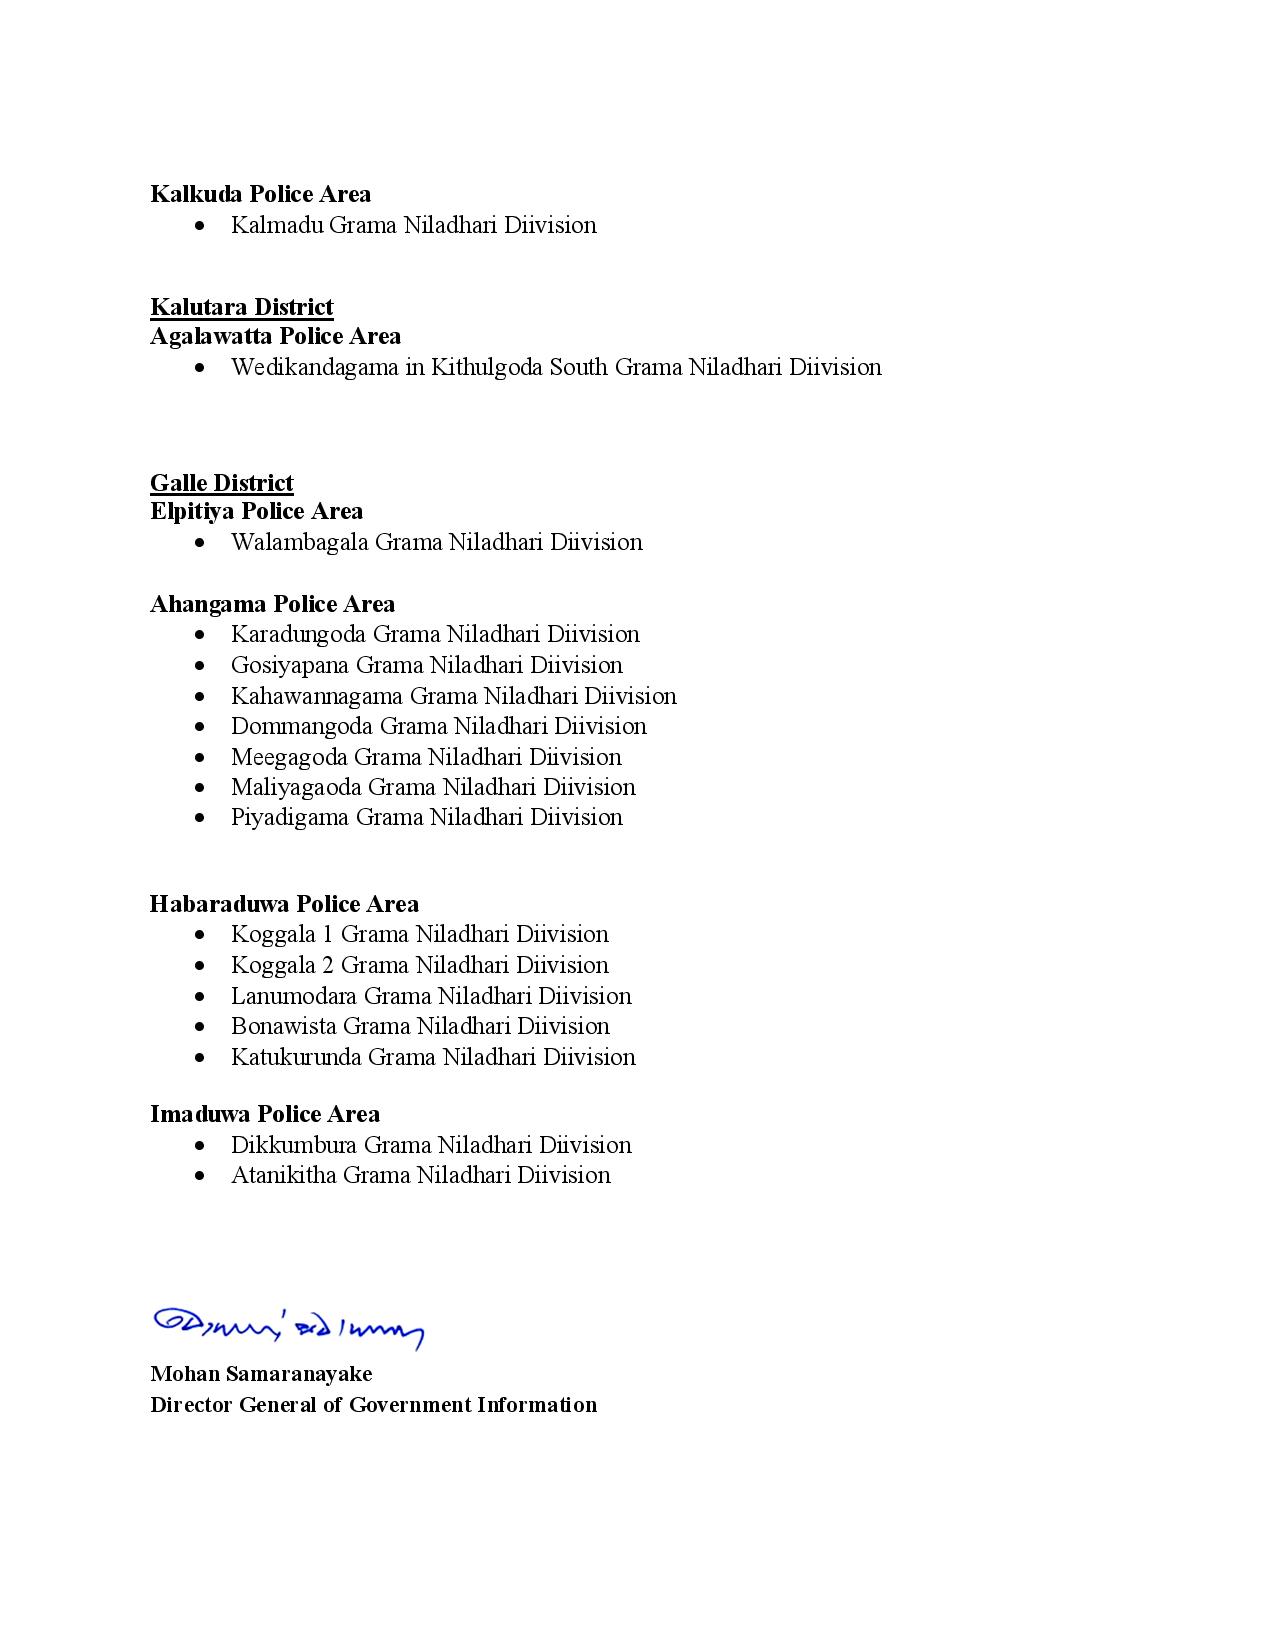 Kalkuda Police Area
• Kalmadu Grama Niladhari Diivision
Kalutara District
Agalawatta Police Area
• Wedikandagama in Kithulgoda South Grama Niladhari Diivision
Galle District
Elpitiya Police Area
• Walambagala Grama Niladhari Diivision
Ahangama Police Area
• Karadungoda Grama Niladhari Diivision
• Gosiyapana Grama Niladhari Diivision
• Kahawannagama Grama Niladhari Diivision
• Dommangoda Grama Niladhari Diivision
• Meegagoda Grama Niladhari Diivision
• Maliyagaoda Grama Niladhari Diivision
• Piyadigama Grama Niladhari Diivision
Habaraduwa Police Area
• Koggala 1 Grama Niladhari Diivision
• Koggala 2 Grama Niladhari Diivision
• Lanumodara Grama Niladhari Diivision
• Bonawista Grama Niladhari Diivision
• Katukurunda Grama Niladhari Diivision
Imaduwa Police Area
• Dikkumbura Grama Niladhari Diivision
• Atanikitha Grama Niladhari Diivision
Mohan Samaranayake
Director General of Government Information